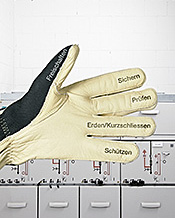 Freischalten
Sichern
Prüfen
Erden/Kurzschliessen
Schützen